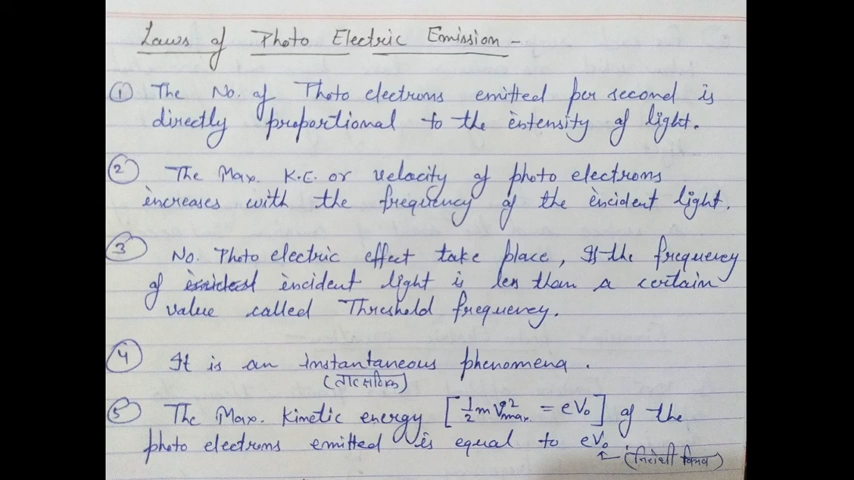 Laws of Photo Electric Emission -
① The No. of Photo electrons emitted per second is
directly proportional to the intensity of light.
② The Max. K.E. or velocity of photo electrons
increases with the frequency of the incident light.
③ No. Photo electric effect take place, If the frequency
of incident light is less than a certain
value called Threshold frequency.
④ It is an instantaneous phenomena.
(तात्क्षणिक)
⑤ The Max. Kinetic energy [½ m V²max. = eV₀] of the
photo electrons emitted is equal to eV₀.
(निरोधी विभव)